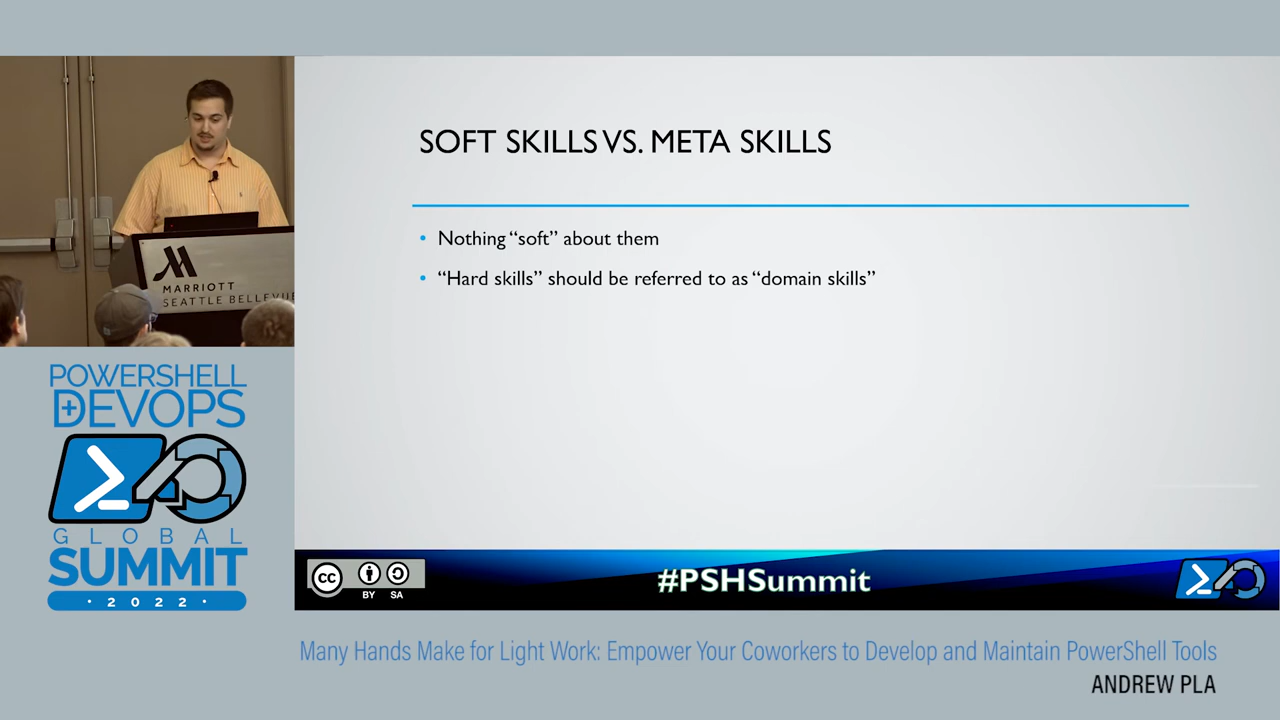 SOFT SKILLS VS. META SKILLS
• Nothing “soft” about them
• “Hard skills” should be referred to as “domain skills”
MARRIOTT
SEATTLE BELLEVUE
POWERSHELL
DEVOPS
GLOBAL
SUMMIT
· 2022 ·
CC
BY SA
#PSHSummit
Many Hands Make for Light Work: Empower Your Coworkers to Develop and Maintain PowerShell Tools
ANDREW PLA